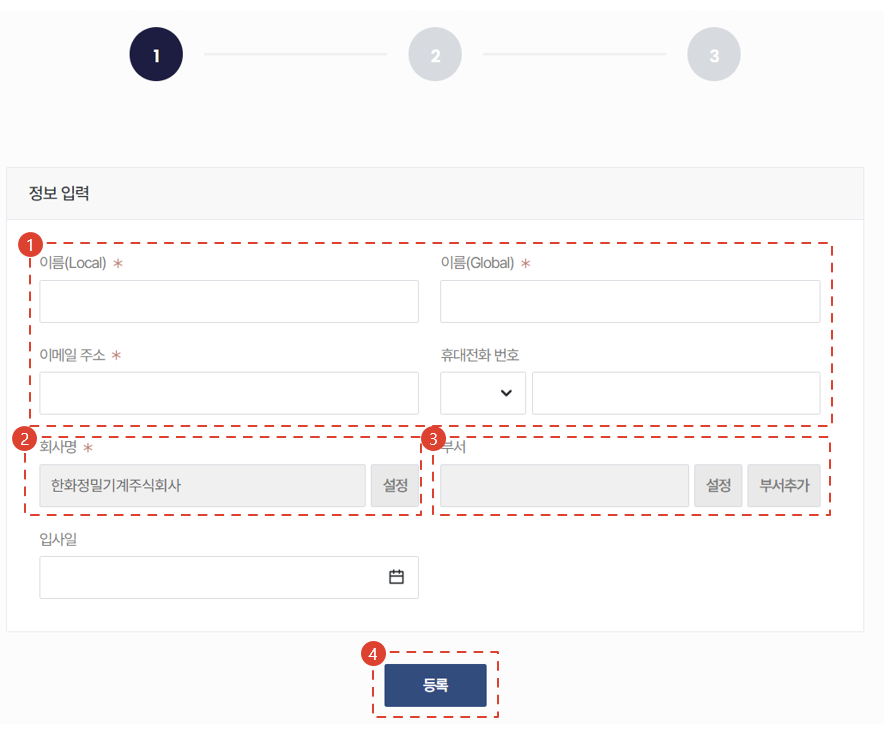 1 2 3
정보 입력
1
이름(Local) * 이름(Global) *
이메일 주소 * 휴대전화 번호
2 3
회사명 * 부서
한화정밀기계주식회사 설정 설정 부서추가
입사일
4
등록